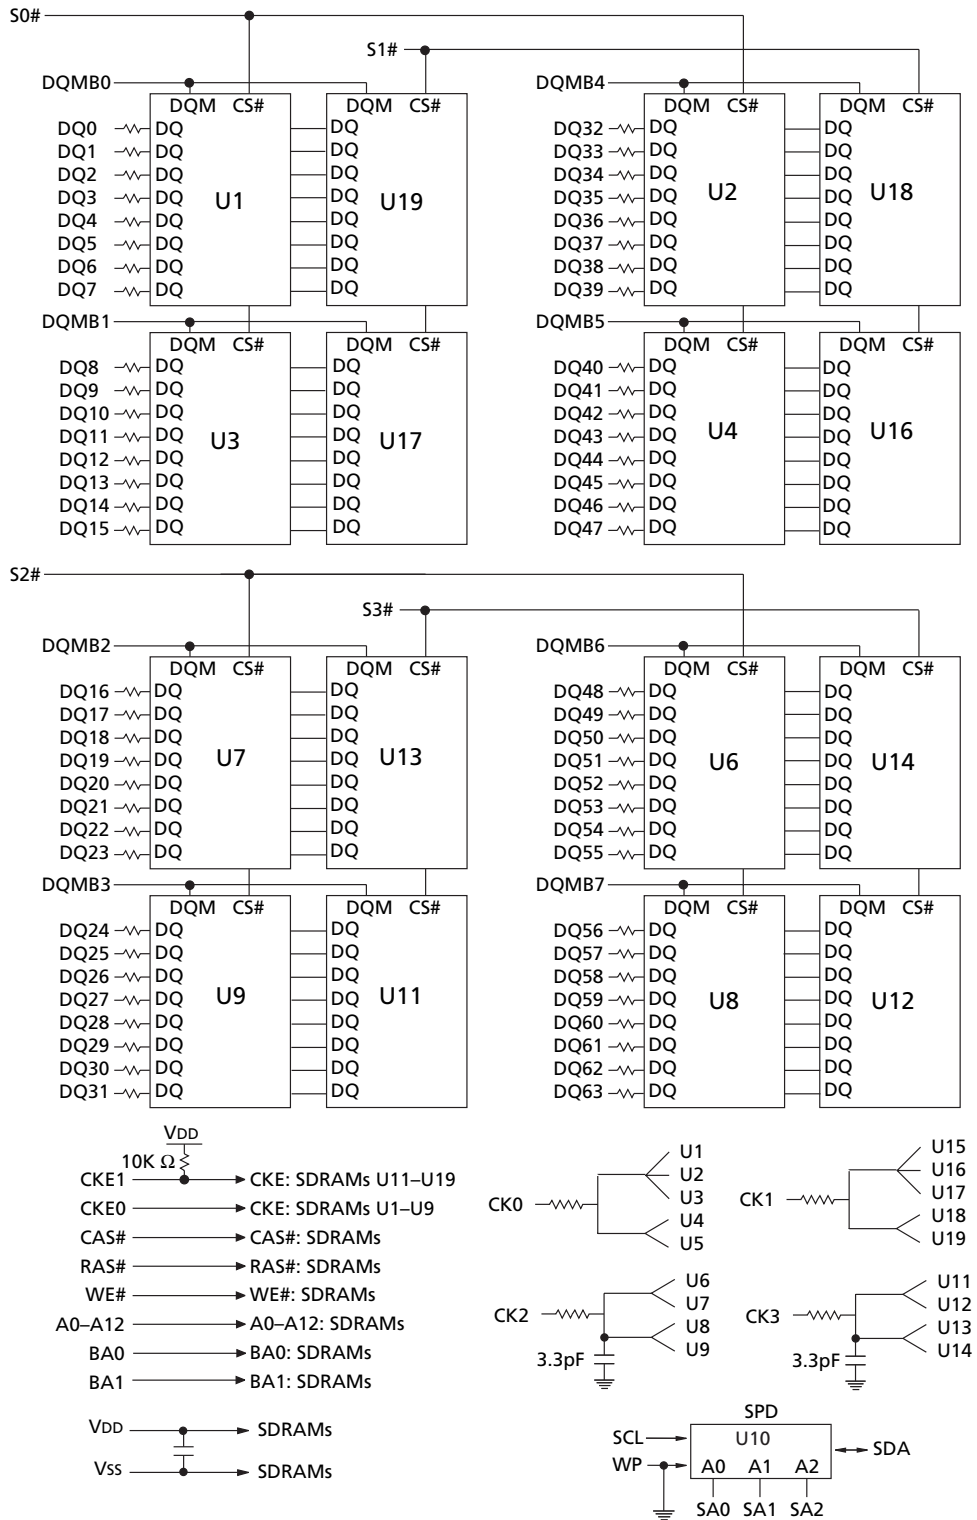 S0#
S1#
DQMB0
DQM CS#
DQM CS#
DQ0 DQ DQ
DQ1 DQ DQ
DQ2 DQ DQ
DQ3 DQ DQ
DQ4 DQ DQ
DQ5 DQ DQ
DQ6 DQ DQ
DQ7 DQ DQ
U1
U19
DQMB4
DQM CS#
DQM CS#
DQ32 DQ DQ
DQ33 DQ DQ
DQ34 DQ DQ
DQ35 DQ DQ
DQ36 DQ DQ
DQ37 DQ DQ
DQ38 DQ DQ
DQ39 DQ DQ
U2
U18
DQMB1
DQM CS#
DQM CS#
DQ8 DQ DQ
DQ9 DQ DQ
DQ10 DQ DQ
DQ11 DQ DQ
DQ12 DQ DQ
DQ13 DQ DQ
DQ14 DQ DQ
DQ15 DQ DQ
U3
U17
DQMB5
DQM CS#
DQM CS#
DQ40 DQ DQ
DQ41 DQ DQ
DQ42 DQ DQ
DQ43 DQ DQ
DQ44 DQ DQ
DQ45 DQ DQ
DQ46 DQ DQ
DQ47 DQ DQ
U4
U16
S2#
S3#
DQMB2
DQM CS#
DQM CS#
DQ16 DQ DQ
DQ17 DQ DQ
DQ18 DQ DQ
DQ19 DQ DQ
DQ20 DQ DQ
DQ21 DQ DQ
DQ22 DQ DQ
DQ23 DQ DQ
U7
U13
DQMB6
DQM CS#
DQM CS#
DQ48 DQ DQ
DQ49 DQ DQ
DQ50 DQ DQ
DQ51 DQ DQ
DQ52 DQ DQ
DQ53 DQ DQ
DQ54 DQ DQ
DQ55 DQ DQ
U6
U14
DQMB3
DQM CS#
DQM CS#
DQ24 DQ DQ
DQ25 DQ DQ
DQ26 DQ DQ
DQ27 DQ DQ
DQ28 DQ DQ
DQ29 DQ DQ
DQ30 DQ DQ
DQ31 DQ DQ
U9
U11
DQMB7
DQM CS#
DQM CS#
DQ56 DQ DQ
DQ57 DQ DQ
DQ58 DQ DQ
DQ59 DQ DQ
DQ60 DQ DQ
DQ61 DQ DQ
DQ62 DQ DQ
DQ63 DQ DQ
U8
U12
VDD
10K Ω
CKE1 CKE: SDRAMs U11–U19
CKE0 CKE: SDRAMs U1–U9
CAS# CAS#: SDRAMs
RAS# RAS#: SDRAMs
WE# WE#: SDRAMs
A0–A12 A0–A12: SDRAMs
BA0 BA0: SDRAMs
BA1 BA1: SDRAMs
VDD SDRAMs
VSS SDRAMs
CK0
U1
U2
U3
U4
U5
CK1
U15
U16
U17
U18
U19
CK2
U6
U7
U8
U9
3.3pF
CK3
U11
U12
U13
U14
3.3pF
SPD
SCL U10 SDA
WP A0 A1 A2
SA0 SA1 SA2